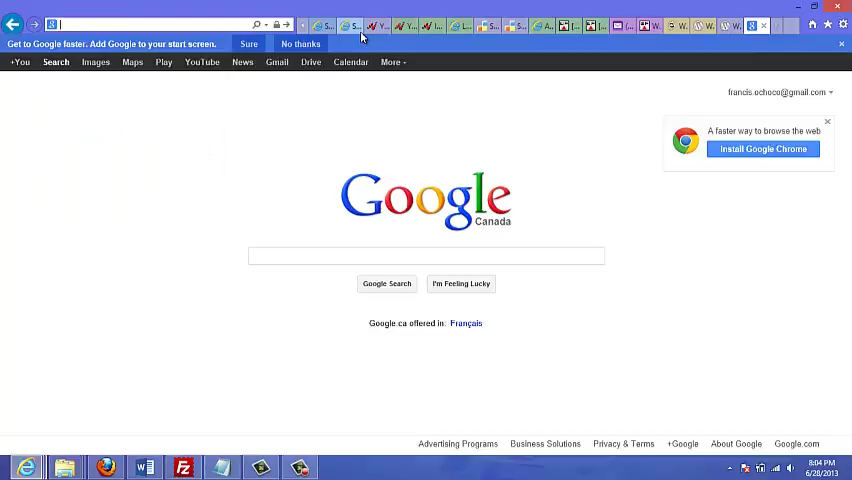 S...
S...
Y...
Y...
I...
L...
S...
S...
A...
[...
[...
W...
W...
W...
W...
Get to Google faster. Add Google to your start screen. Sure No thanks
+You Search Images Maps Play YouTube News Gmail Drive Calendar More
francis.ochoco@gmail.com
A faster way to browse the web
Install Google Chrome
Google
Canada
Google Search I'm Feeling Lucky
Google.ca offered in: Français
Advertising Programs Business Solutions Privacy & Terms +Google About Google Google.com
8:04 PM
6/28/2013